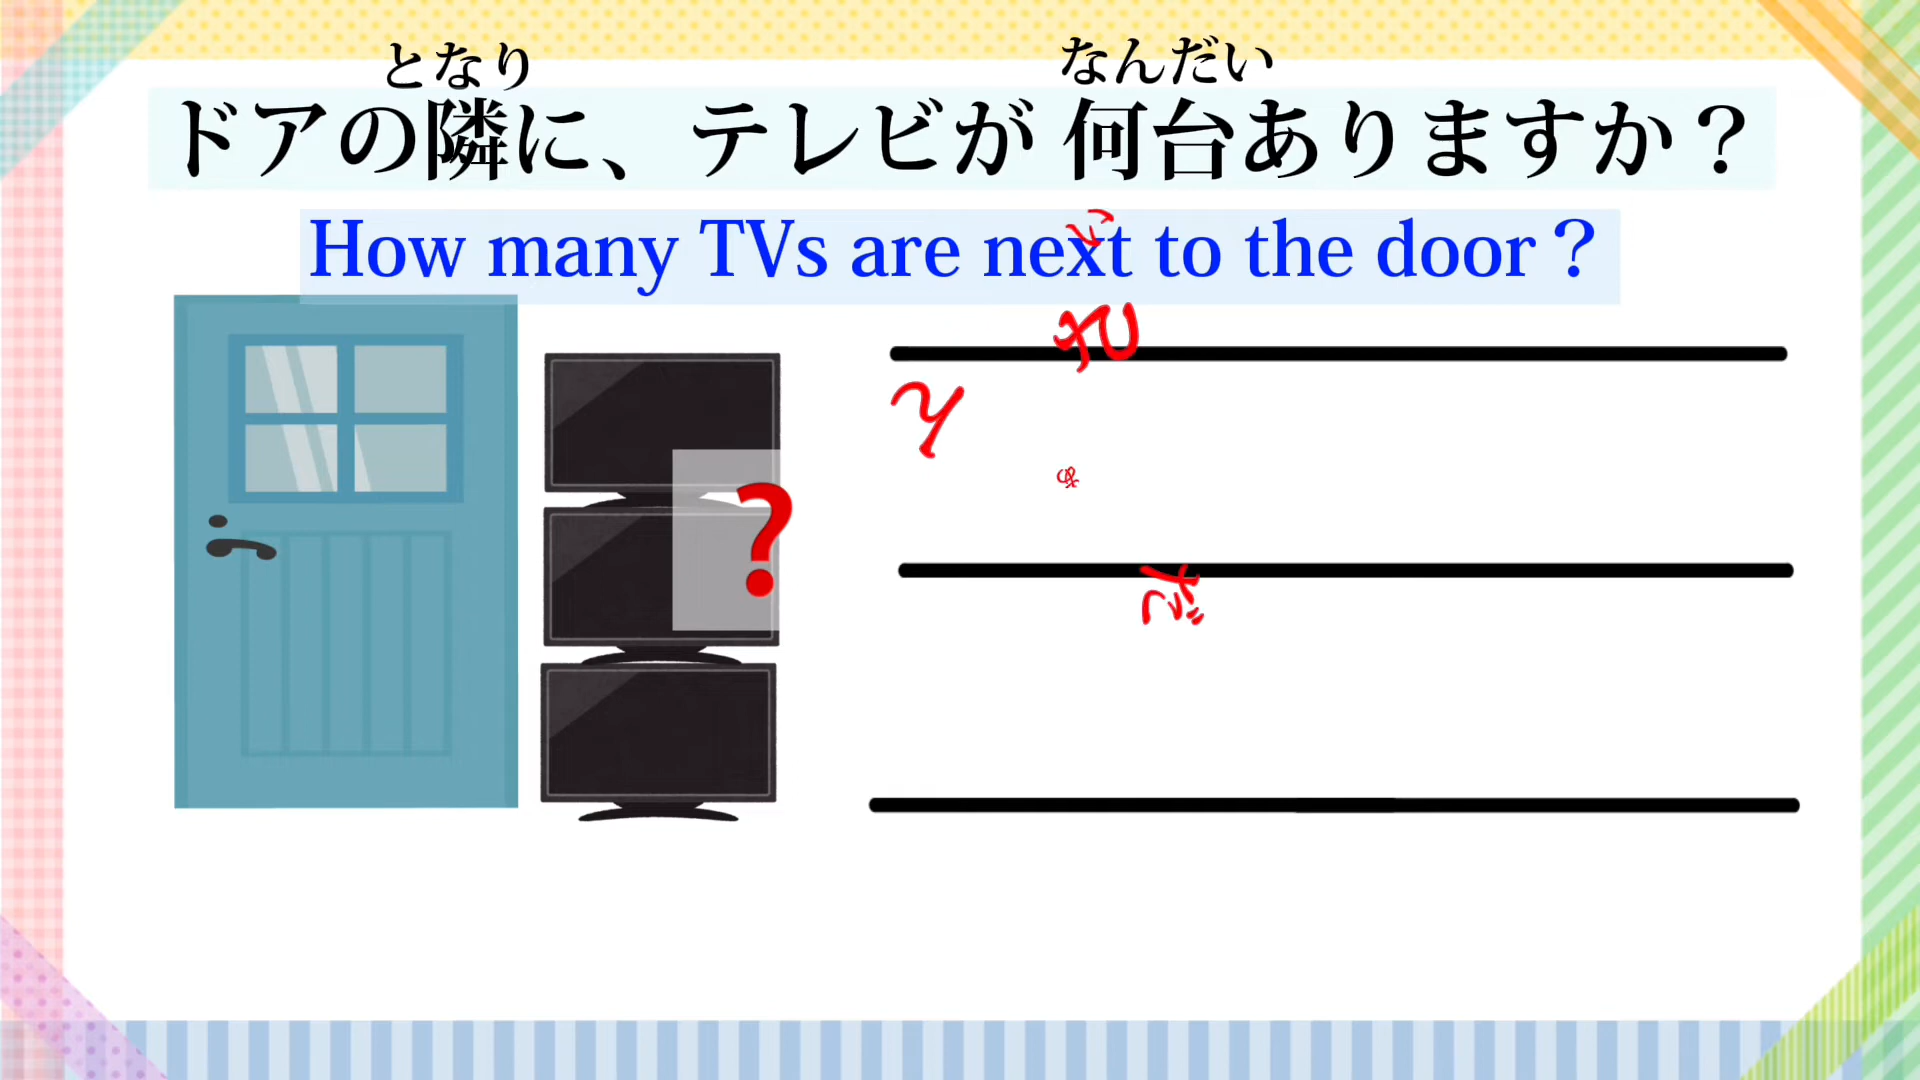 となり なんだい
ドアの隣に、テレビが 何台ありますか？
How many TVs are next to the door？
?